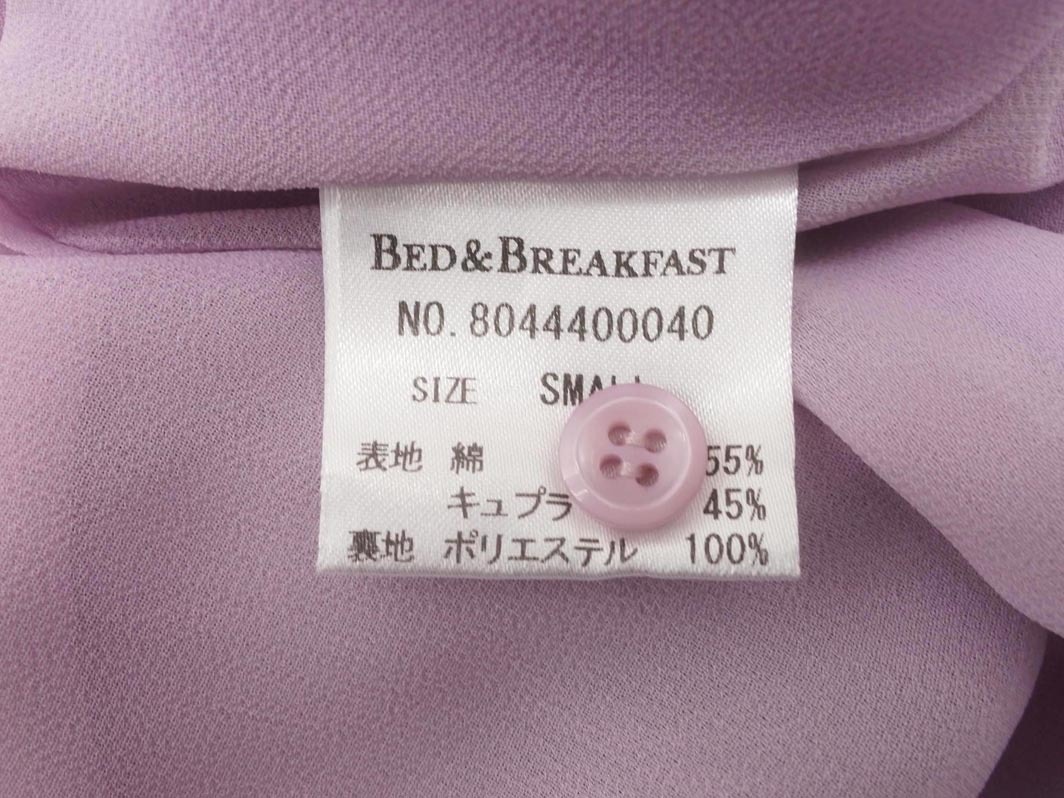 BED&BREAKFAST
NO. 8044400040
SIZE SMALL
表地 綿 55%
キュプラ 45%
裏地 ポリエステル 100%